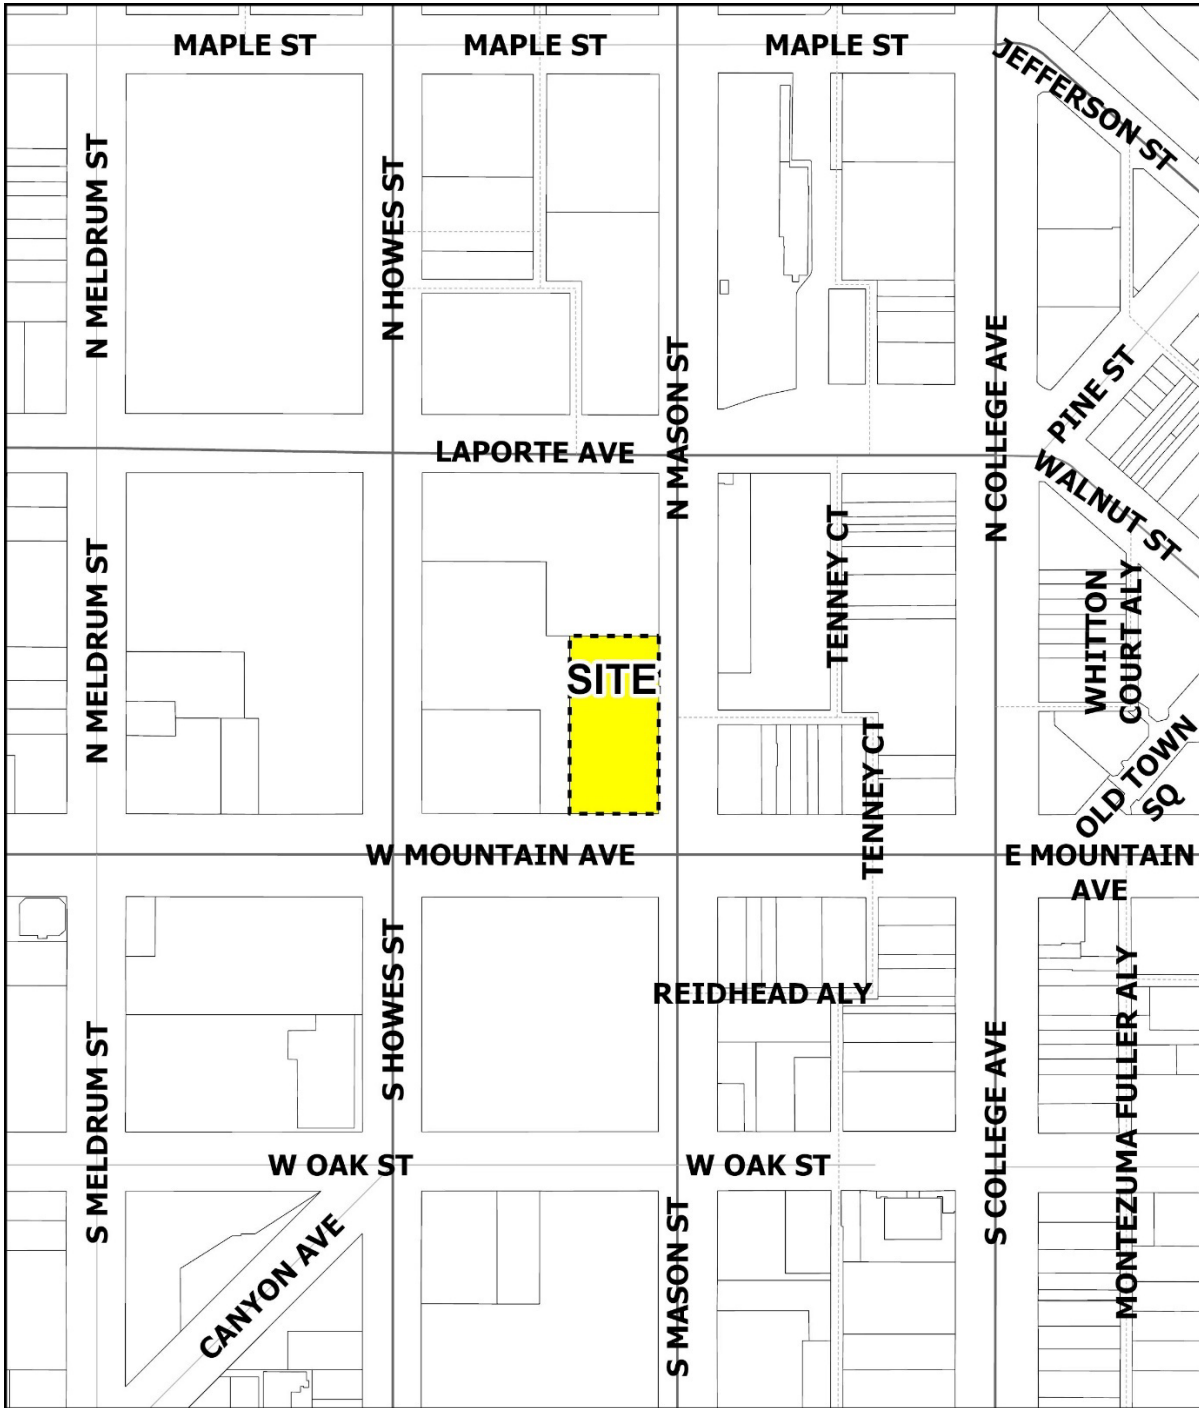 MAPLE ST
MAPLE ST
MAPLE ST
JEFFERSON ST
N MELDRUM ST
N HOWES ST
N MASON ST
N COLLEGE AVE
PINE ST
LAPORTE AVE
WALNUT ST
N MELDRUM ST
TENNEY CT
WHITTON
COURT ALY
SITE
TENNEY CT
OLD TOWN
SQ
W MOUNTAIN AVE
E MOUNTAIN
AVE
S HOWES ST
REIDHEAD ALY
S MELDRUM ST
S COLLEGE AVE
MONTEZUMA FULLER ALY
W OAK ST
W OAK ST
CANYON AVE
S MASON ST